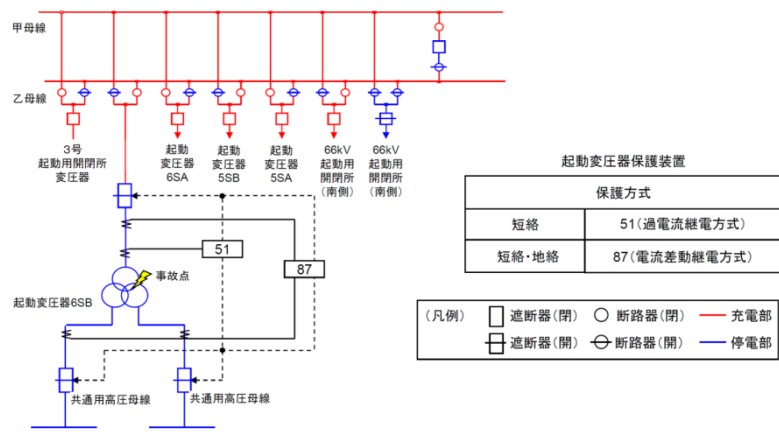 甲母線
乙母線
3号
起動用開閉所
変圧器
起動
変圧器
6SA
起動
変圧器
5SB
起動
変圧器
5SA
66kV
起動用
開閉所
(南側)
66kV
起動用
開閉所
(南側)
51
87
事故点
起動変圧器6SB
共通用高圧母線
共通用高圧母線
起動変圧器保護装置
保護方式
短絡 51(過電流継電方式)
短絡・地絡 87(電流差動継電方式)
(凡例) 遮断器(閉) 断路器(閉) 充電部
遮断器(開) 断路器(開) 停電部